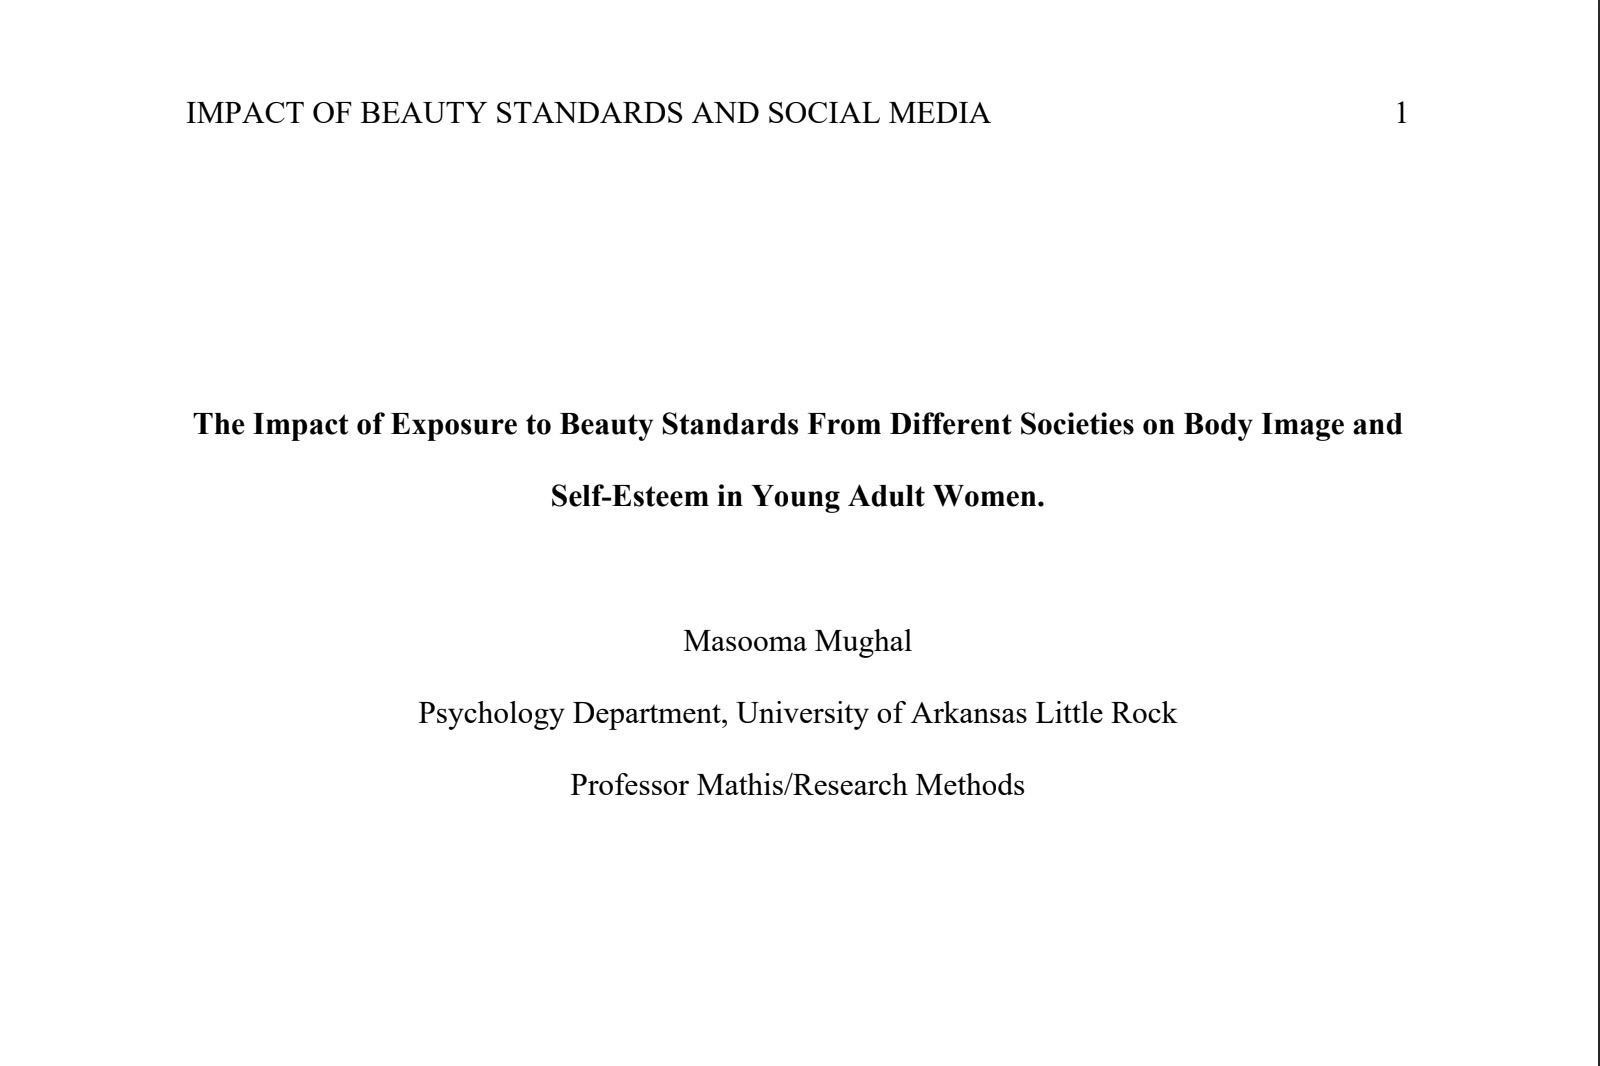 IMPACT OF BEAUTY STANDARDS AND SOCIAL MEDIA 1
The Impact of Exposure to Beauty Standards From Different Societies on Body Image and
Self-Esteem in Young Adult Women.
Masooma Mughal
Psychology Department, University of Arkansas Little Rock
Professor Mathis/Research Methods